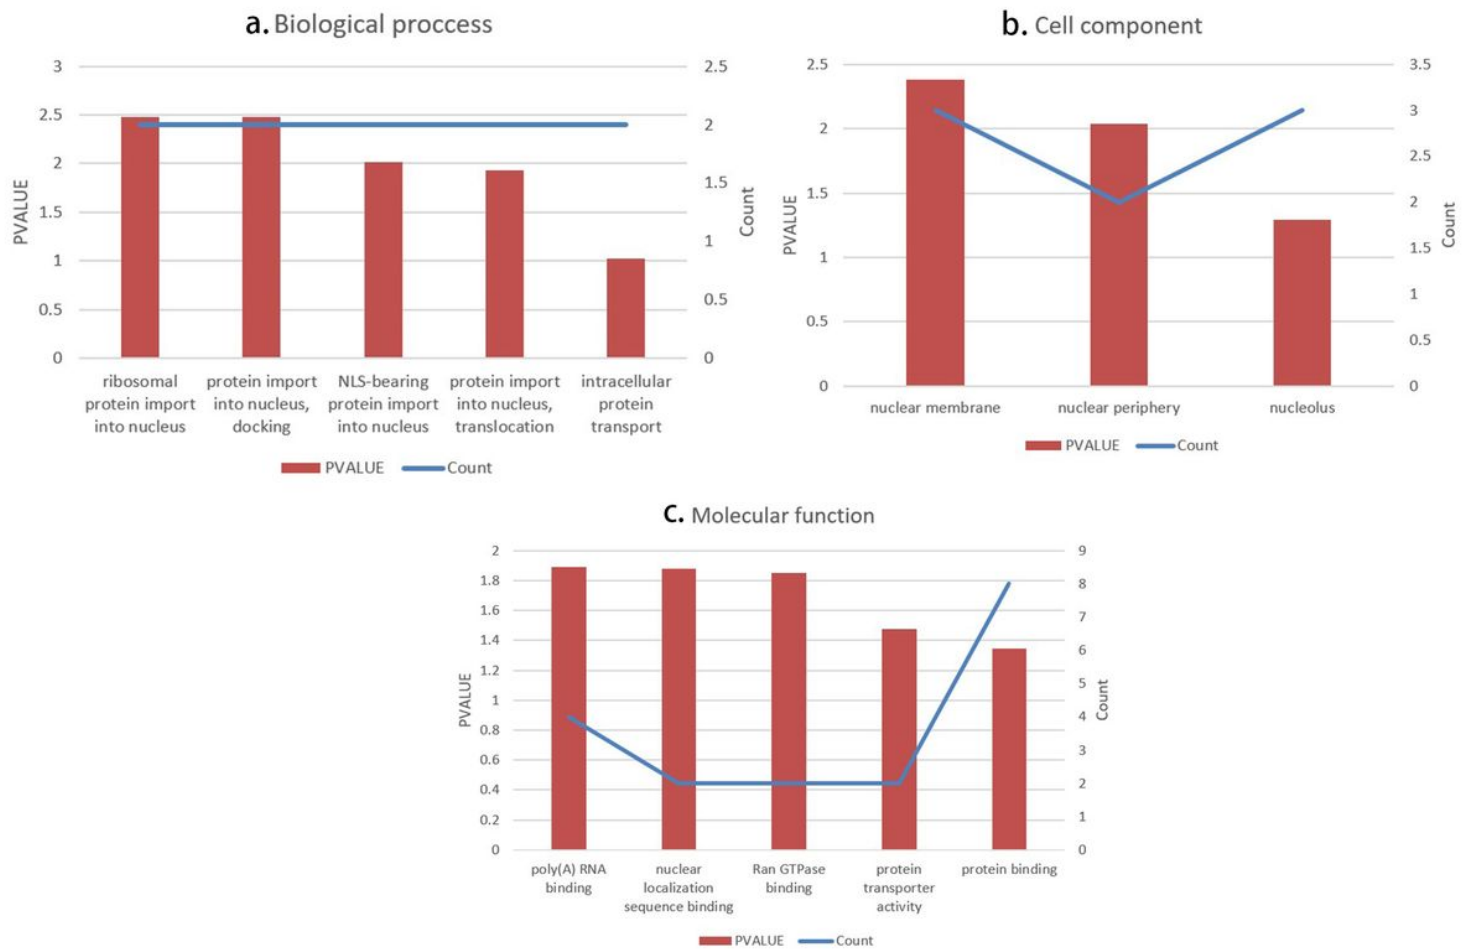 a. Biological proccess
3
2.5
2
1.5
1
0.5
0
PVALUE
2.5
2
1.5
1
0.5
0
Count
ribosomal
protein import
into nucleus
protein import
into nucleus,
docking
NLS-bearing
protein import
into nucleus
protein import
into nucleus,
translocation
intracellular
protein
transport
PVALUE Count
b. Cell component
2.5
2
1.5
1
0.5
0
PVALUE
3.5
3
2.5
2
1.5
1
0.5
0
Count
nuclear membrane
nuclear periphery
nucleolus
PVALUE Count
c. Molecular function
2
1.8
1.6
1.4
1.2
1
0.8
0.6
0.4
0.2
0
PVALUE
9
8
7
6
5
4
3
2
1
0
Count
poly(A) RNA
binding
nuclear
localization
sequence binding
Ran GTPase
binding
protein
transporter
activity
protein binding
PVALUE Count